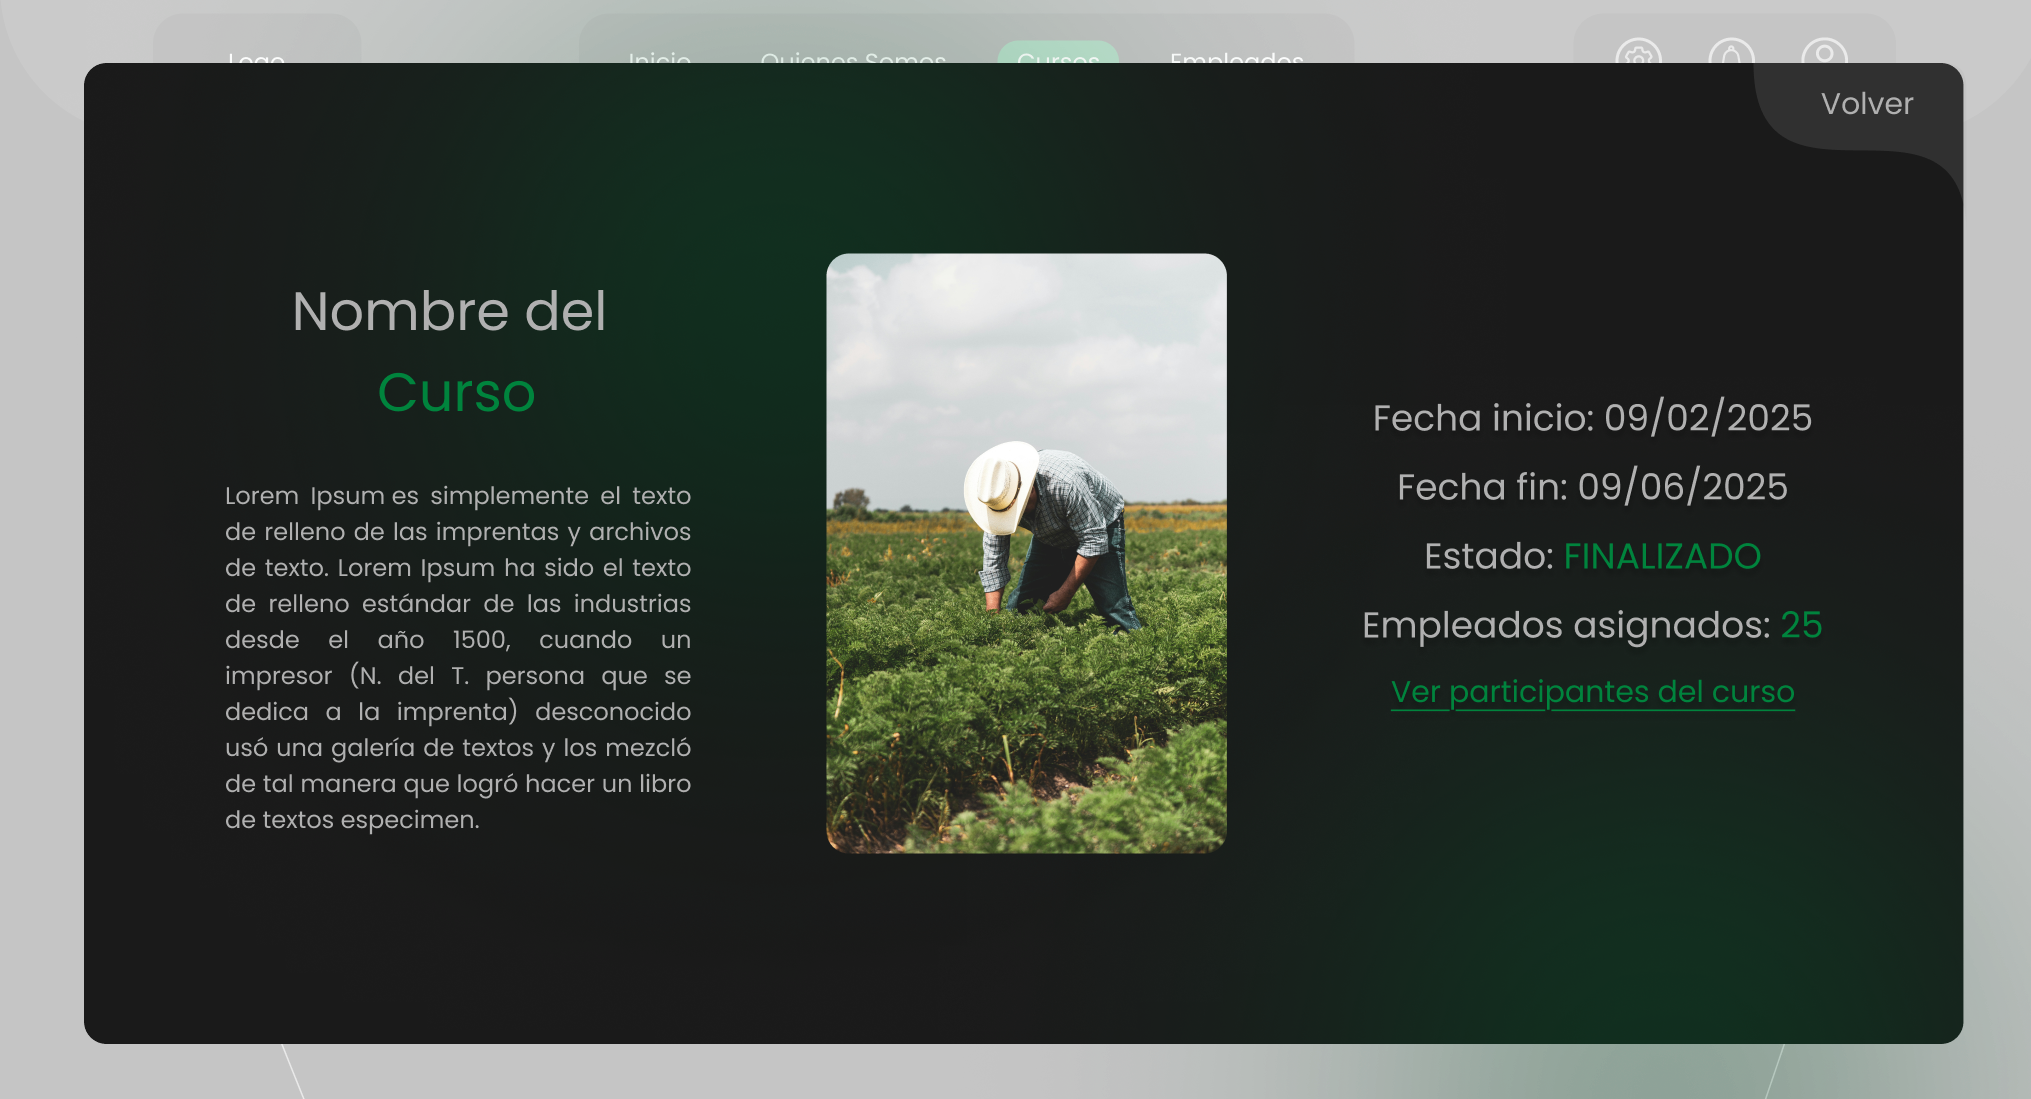 Logo
Inicio
Quienes Somos
Cursos
Empleados
Volver
Nombre del
Curso
Lorem Ipsum es simplemente el texto
de relleno de las imprentas y archivos
de texto. Lorem Ipsum ha sido el texto
de relleno estándar de las industrias
desde el año 1500, cuando un
impresor (N. del T. persona que se
dedica a la imprenta) desconocido
usó una galería de textos y los mezcló
de tal manera que logró hacer un libro
de textos especimen.
Fecha inicio: 09/02/2025
Fecha fin: 09/06/2025
Estado: FINALIZADO
Empleados asignados: 25
Ver participantes del curso